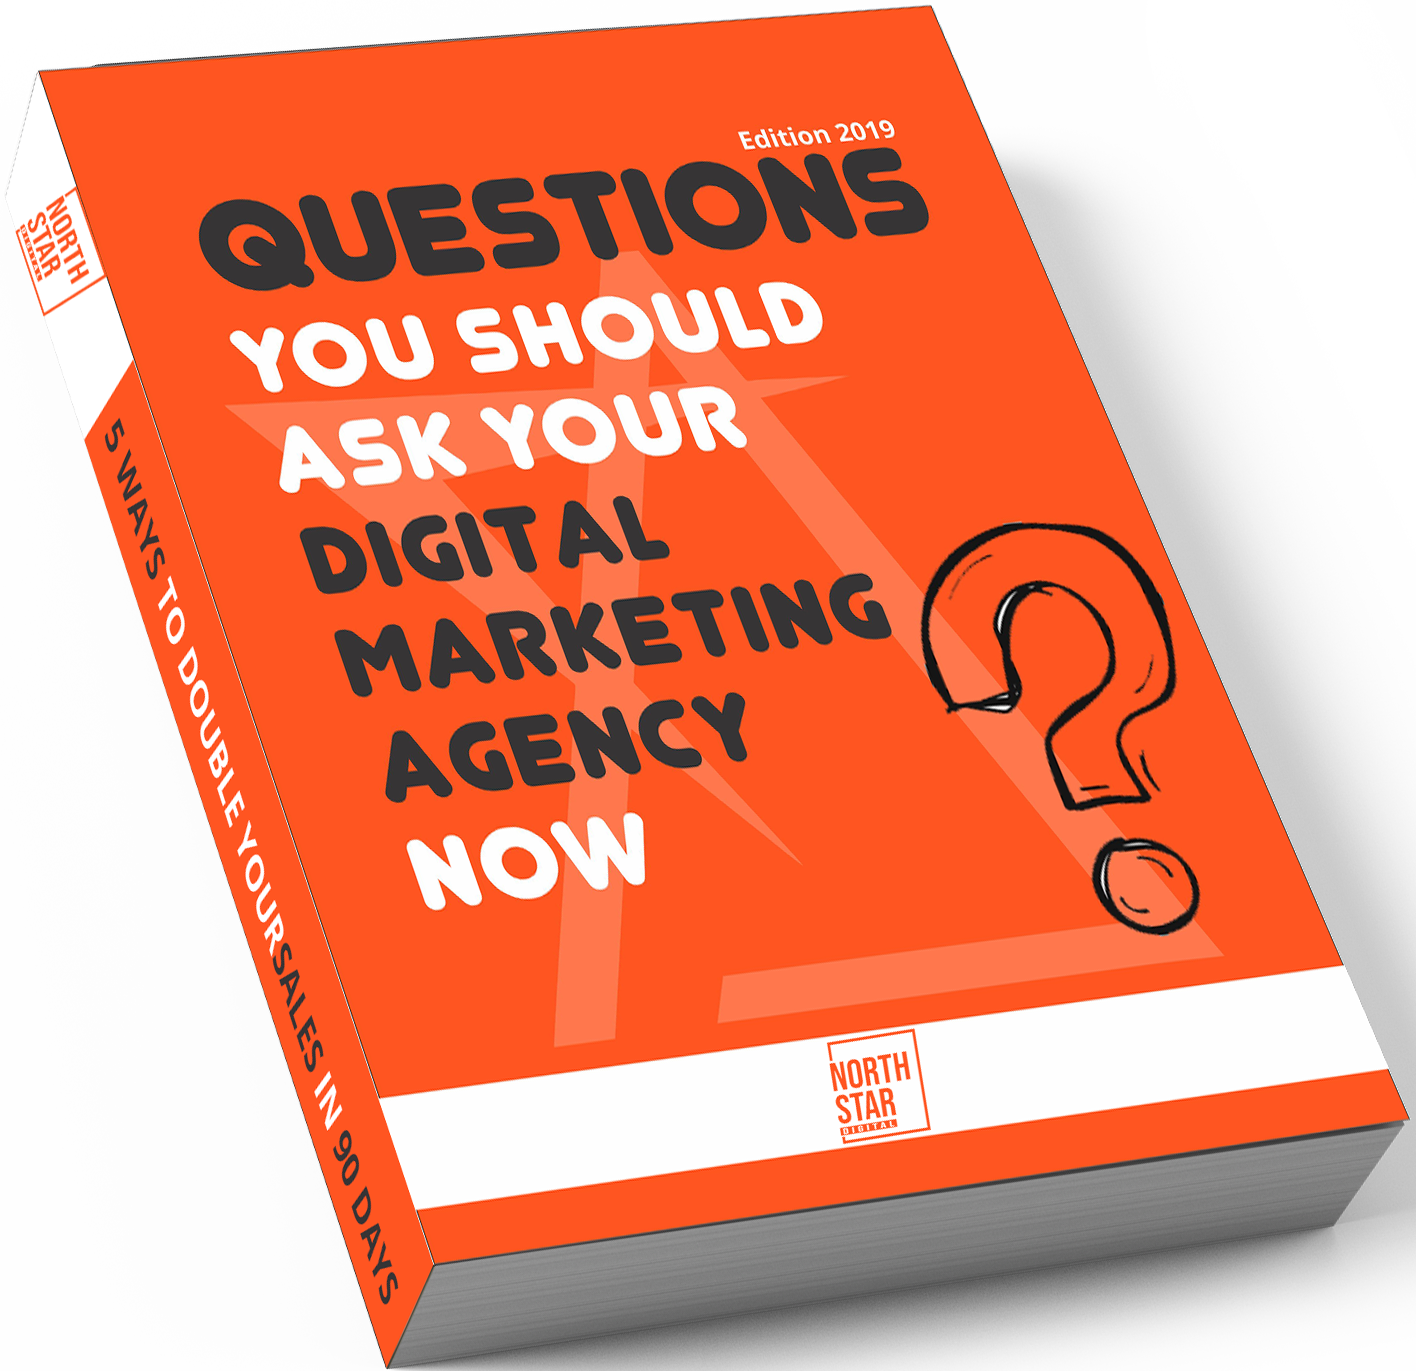 Edition 2019
QUESTIONS
YOU SHOULD
ASK YOUR
DIGITAL
MARKETING
AGENCY
NOW
NORTH
STAR
DIGITAL
NORTH
STAR
DIGITAL
5 WAYS TO DOUBLE YOURSALES IN 90 DAYS